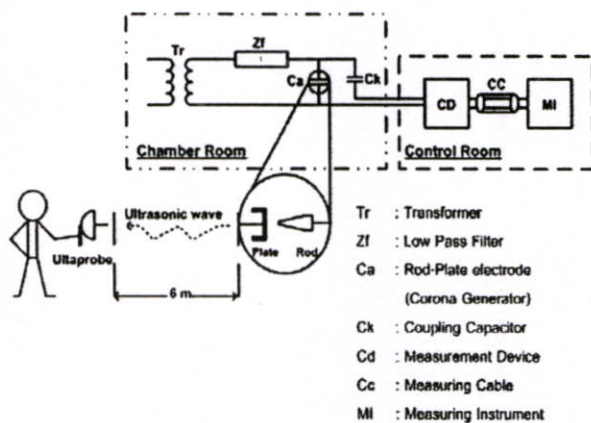 Tr
Zf
Ca
Ck
CC
CD
MI
Chamber Room
Control Room
Ultrasonic wave
Ultaprobe
Plate
Rod
6 m
Tr : Transformer
Zf : Low Pass Filter
Ca : Rod-Plate electrode
(Corona Generator)
Ck : Coupling Capacitor
Cd : Measurement Device
Cc : Measuring Cable
MI : Measuring Instrument